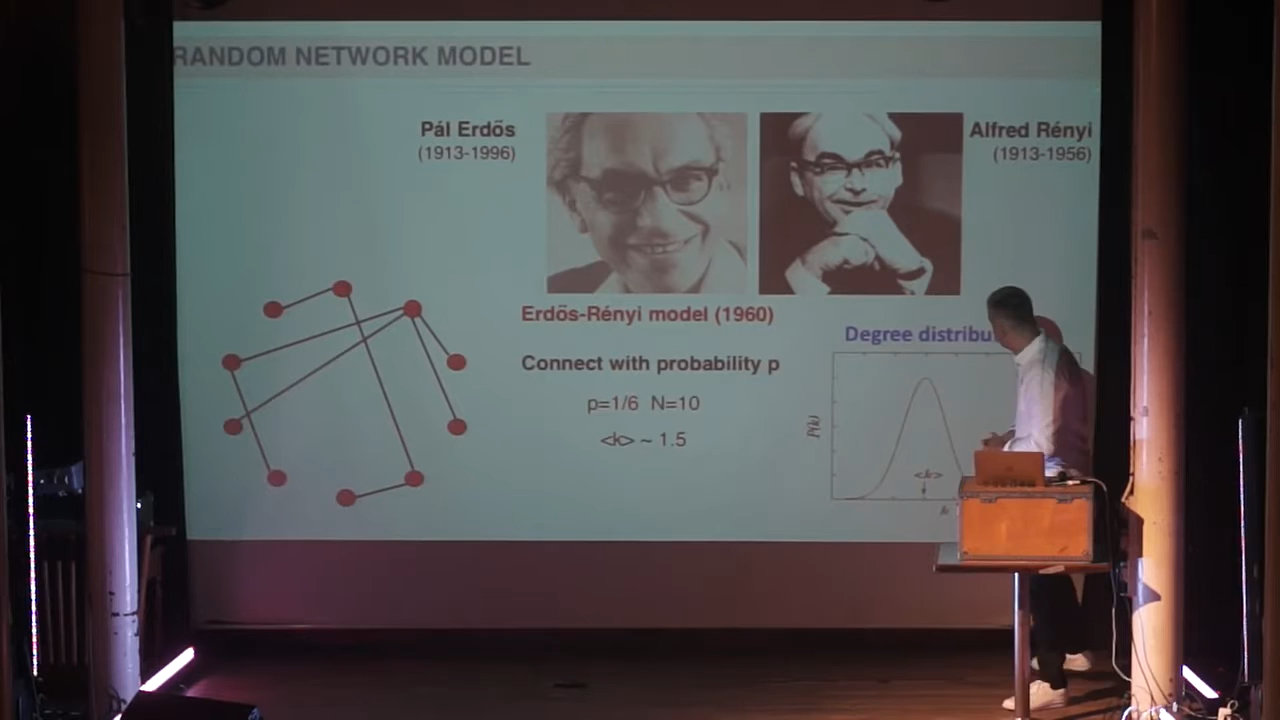 RANDOM NETWORK MODEL
Pál Erdős
(1913-1996)
Alfred Rényi
(1913-1956)
Erdős-Rényi model (1960)
Connect with probability p
p=1/6 N=10
<k> ~ 1.5
Degree distribu
P(k)
<k>
k